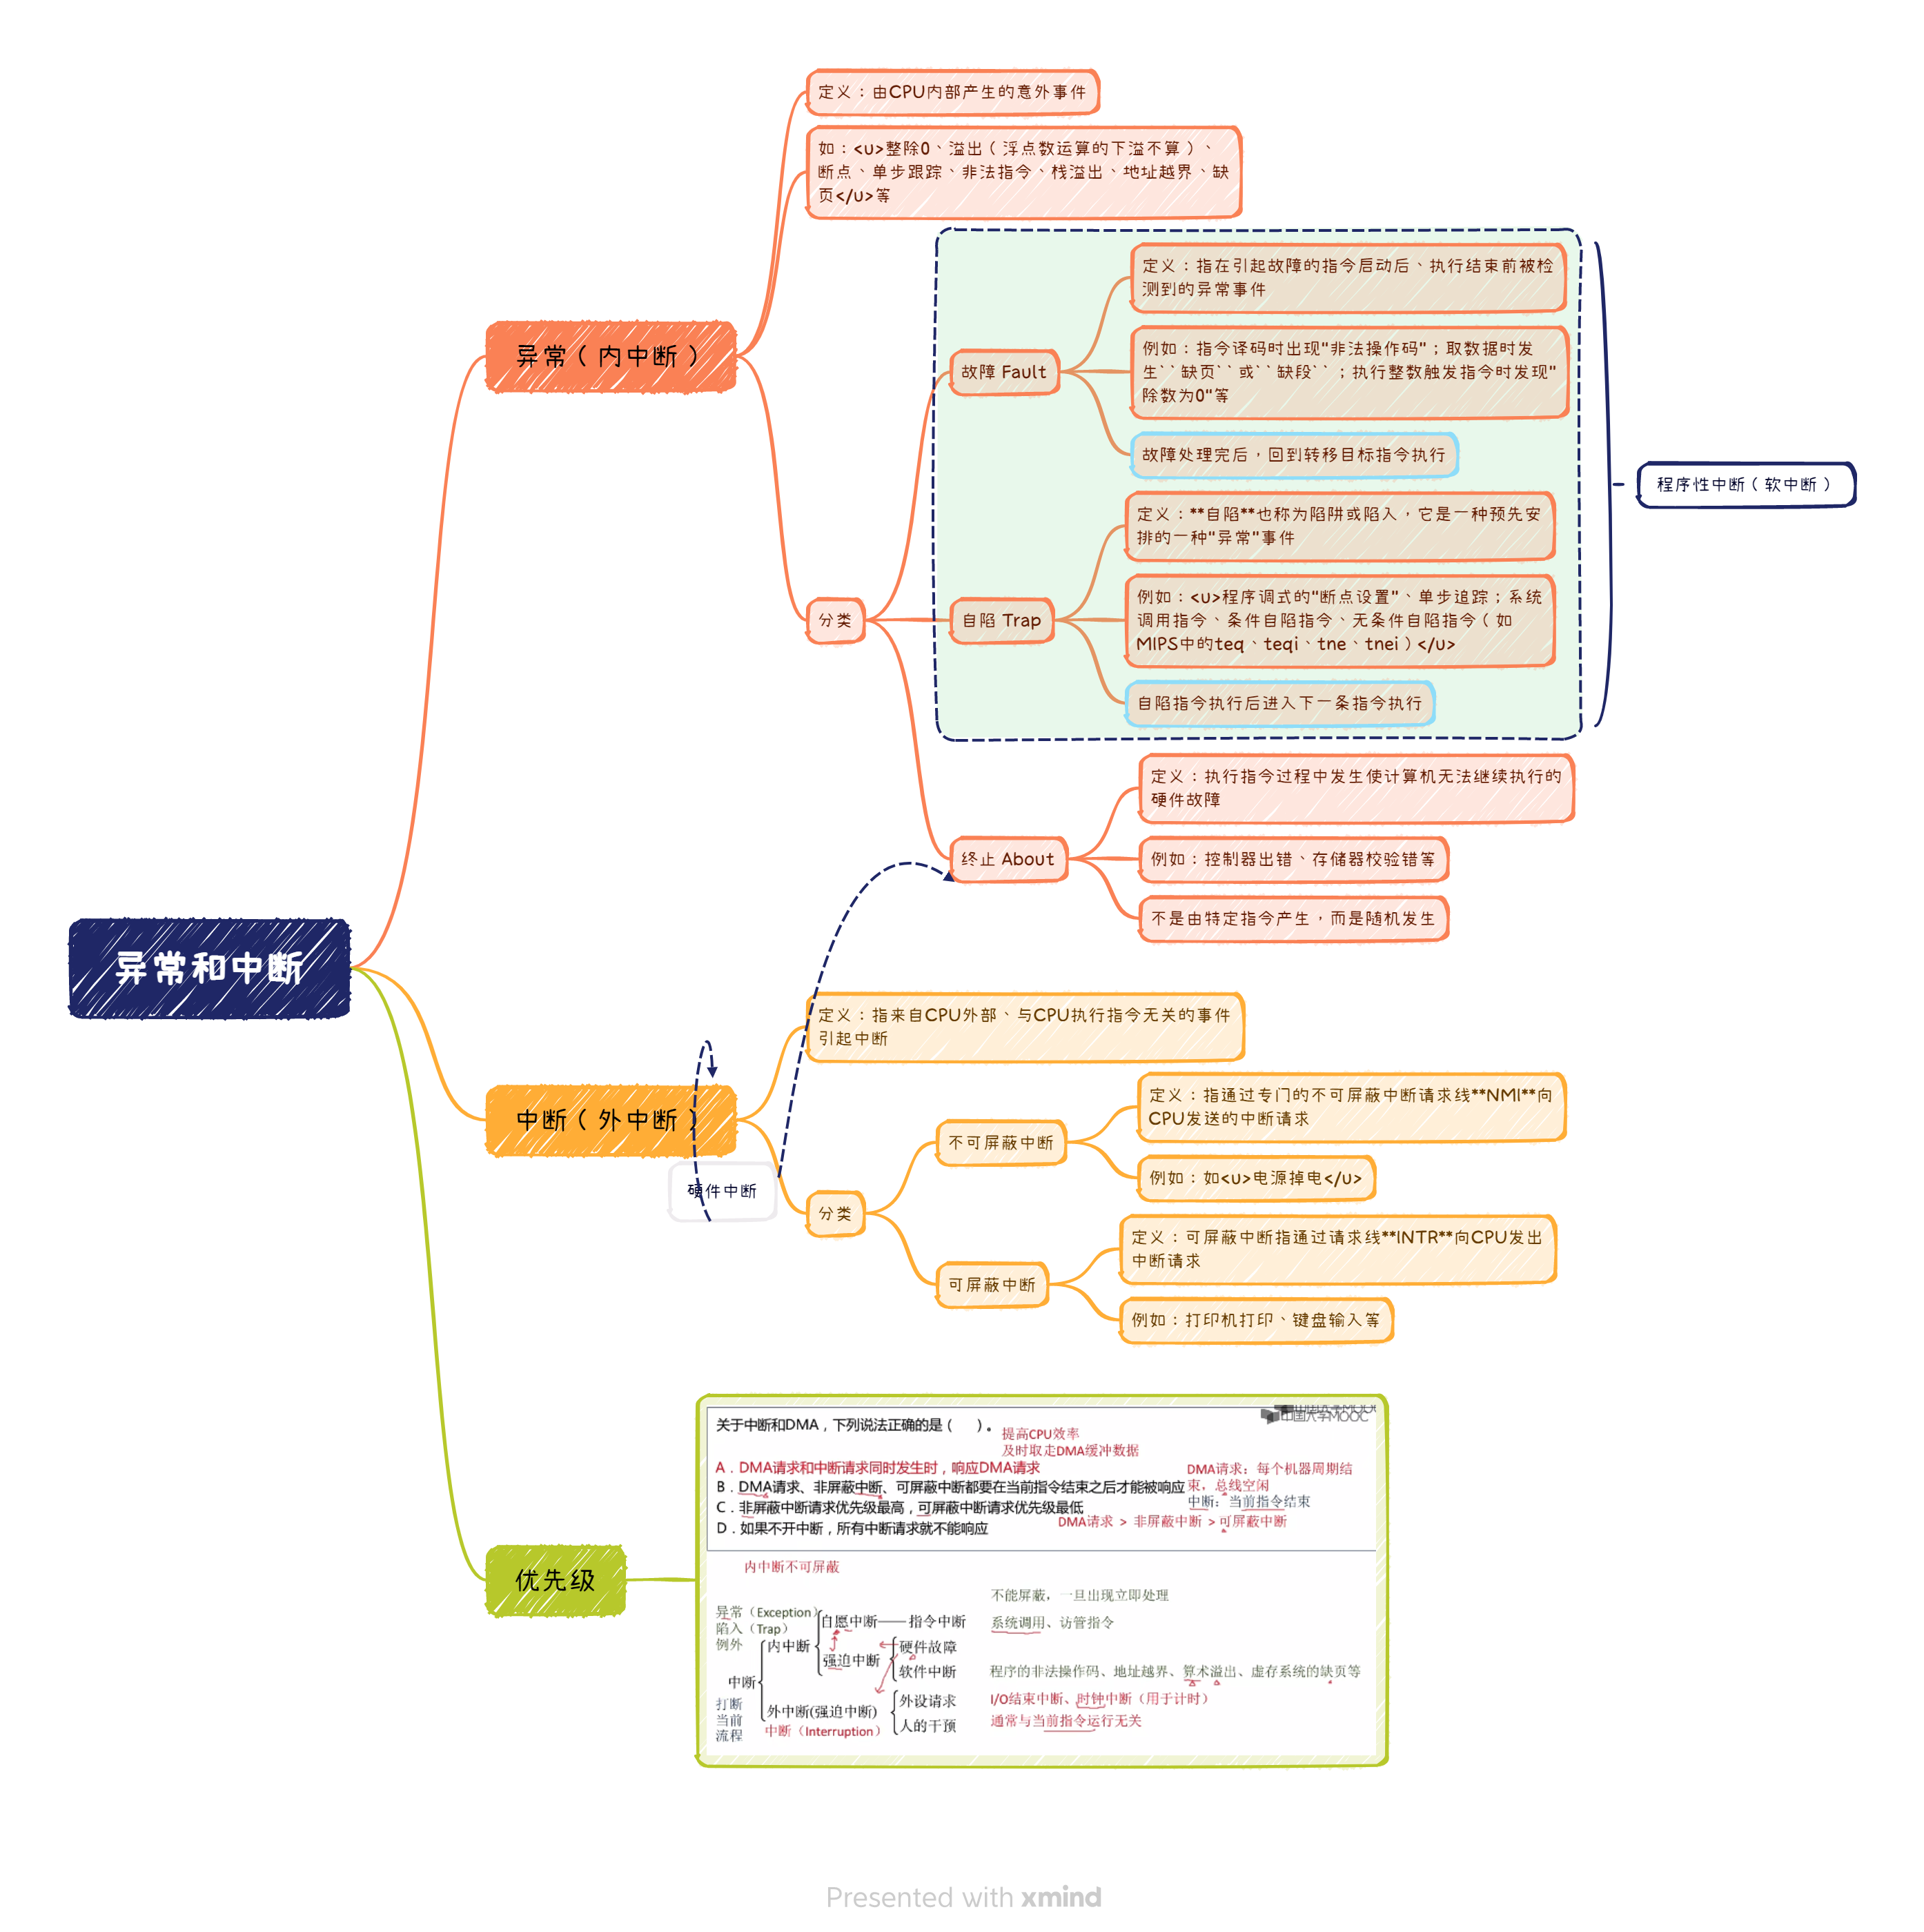 定义：由CPU内部产生的意外事件
如：<u>整除0、溢出（浮点数运算的下溢不算）、
断点、单步跟踪、非法指令、栈溢出、地址越界、缺
页</u>等
定义：指在引起故障的指令启动后、执行结束前被检
测到的异常事件
异常（内中断）
例如：指令译码时出现"非法操作码"；取数据时发
生``缺页``或``缺段``；执行整数触发指令时发现"
除数为0"等
故障 Fault
故障处理完后，回到转移目标指令执行
程序性中断（软中断）
定义：**自陷**也称为陷阱或陷入，它是一种预先安
排的一种"异常"事件
例如：<u>程序调式的"断点设置"、单步追踪；系统
调用指令、条件自陷指令、无条件自陷指令（如
MIPS中的teq、teqi、tne、tnei）</u>
分类
自陷 Trap
自陷指令执行后进入下一条指令执行
定义：执行指令过程中发生使计算机无法继续执行的
硬件故障
终止 About
例如：控制器出错、存储器校验错等
不是由特定指令产生，而是随机发生
异常和中断
定义：指来自CPU外部、与CPU执行指令无关的事件
引起中断
中断（外中断）
定义：指通过专门的不可屏蔽中断请求线**NMI**向
CPU发送的中断请求
不可屏蔽中断
例如：如<u>电源掉电</u>
硬件中断
分类
定义：可屏蔽中断指通过请求线**INTR**向CPU发出
中断请求
可屏蔽中断
例如：打印机打印、键盘输入等
优先级
中国大学MOOC
中国大学MOOC
关于中断和DMA，下列说法正确的是（ ）。
提高CPU效率
及时取走DMA缓冲数据
A．DMA请求和中断请求同时发生时，响应DMA请求
DMA请求：每个机器周期结
B．DMA请求、非屏蔽中断、可屏蔽中断都要在当前指令结束之后才能被响应
束，总线空闲
中断：当前指令结束
C．非屏蔽中断请求优先级最高，可屏蔽中断请求优先级最低
DMA请求 > 非屏蔽中断 > 可屏蔽中断
D．如果不开中断，所有中断请求就不能响应
内中断不可屏蔽
不能屏蔽，一旦出现立即处理
异常（Exception）
陷入（Trap）
例外
自愿中断——指令中断
系统调用、访管指令
内中断
硬件故障
强迫中断
软件中断
程序的非法操作码、地址越界、算术溢出、虚存系统的缺页等
中断
打断
当前
流程
外设请求
I/O结束中断、时钟中断（用于计时）
外中断(强迫中断)
中断（Interruption）
人的干预
通常与当前指令运行无关
Presented with xmind